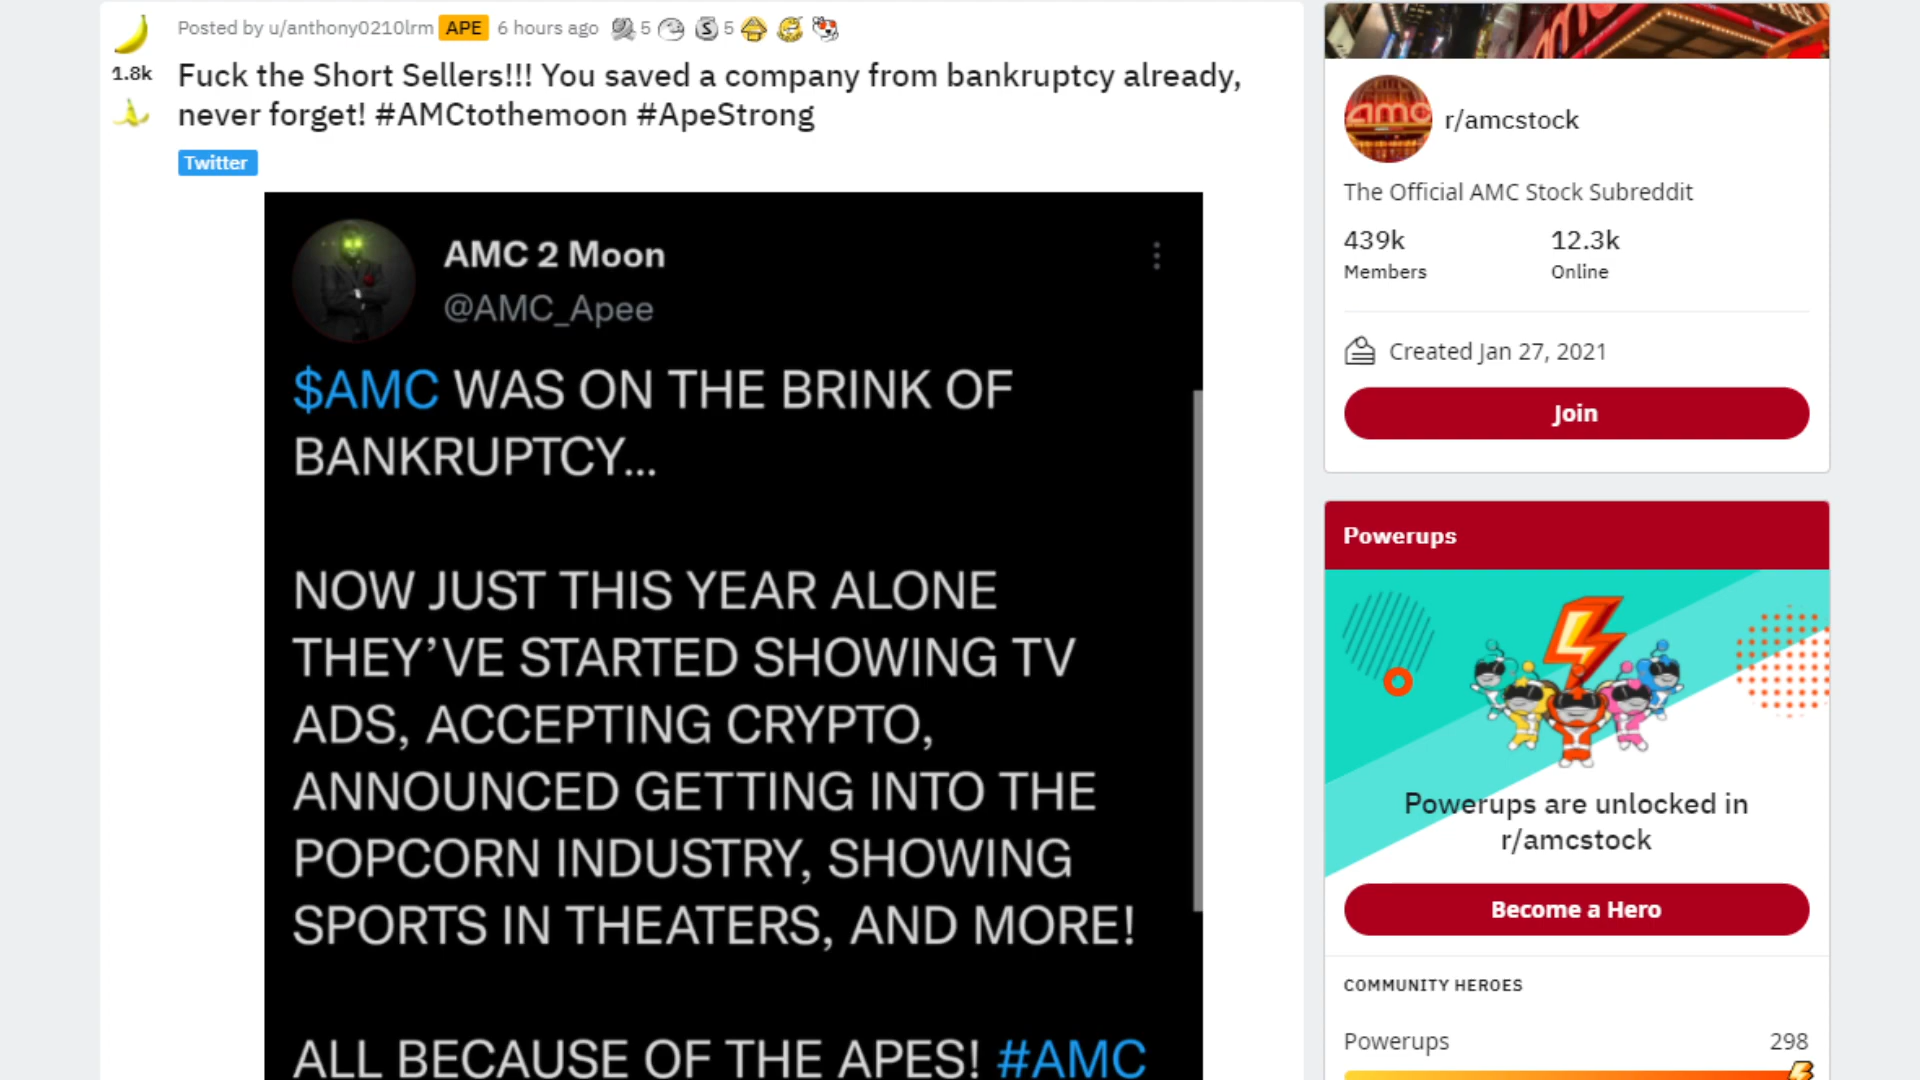 Posted by u/anthony0210lrm APE 6 hours ago 5 S 5
1.8k
Fuck the Short Sellers!!! You saved a company from bankruptcy already,
never forget! #AMCtothemoon #ApeStrong
Twitter
AMC 2 Moon
@AMC_Apee
$AMC WAS ON THE BRINK OF
BANKRUPTCY...
NOW JUST THIS YEAR ALONE
THEY’VE STARTED SHOWING TV
ADS, ACCEPTING CRYPTO,
ANNOUNCED GETTING INTO THE
POPCORN INDUSTRY, SHOWING
SPORTS IN THEATERS, AND MORE!
ALL BECAUSE OF THE APES! #AMC
amc
amc
r/amcstock
The Official AMC Stock Subreddit
439k 12.3k
Members Online
Created Jan 27, 2021
Join
Powerups
Powerups are unlocked in
r/amcstock
Become a Hero
COMMUNITY HEROES
Powerups 298